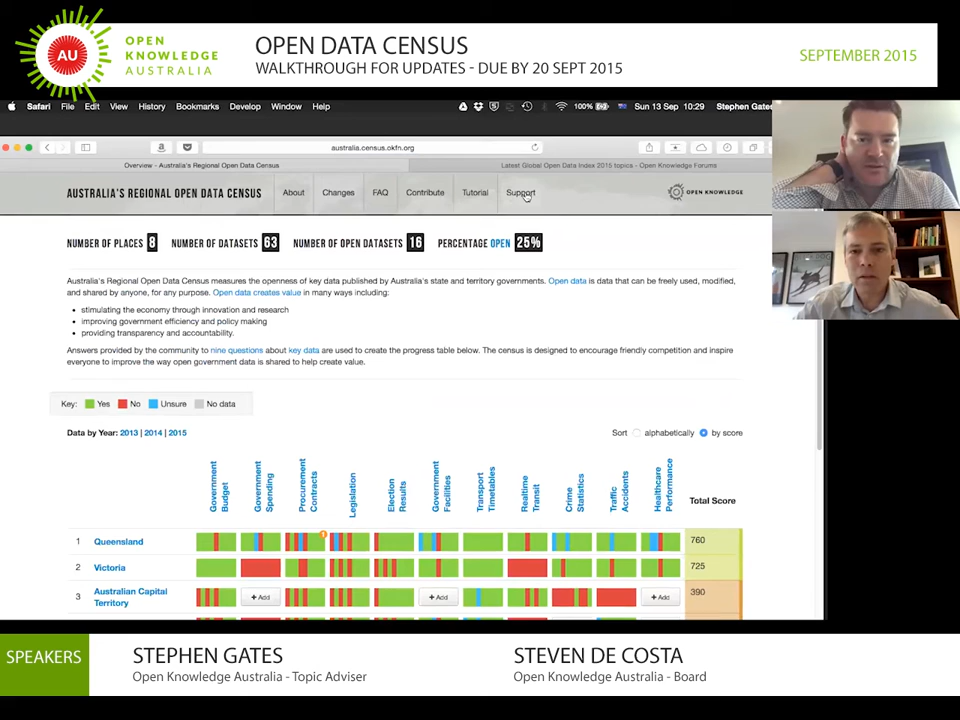 AU
OPEN
KNOWLEDGE
AUSTRALIA
OPEN DATA CENSUS
WALKTHROUGH FOR UPDATES - DUE BY 20 SEPT 2015
SEPTEMBER 2015
Safari File Edit View History Bookmarks Develop Window Help 100% Sun 13 Sep 10:29 Stephen Gates
australia.census.okfn.org
Overview - Australia's Regional Open Data Census Latest Global Open Data Index 2015 topics - Open Knowledge Forums
AUSTRALIA'S REGIONAL OPEN DATA CENSUS About Changes FAQ Contribute Tutorial Support OPEN KNOWLEDGE
NUMBER OF PLACES 8 NUMBER OF DATASETS 63 NUMBER OF OPEN DATASETS 16 PERCENTAGE OPEN 25%
Australia's Regional Open Data Census measures the openness of key data published by Australia's state and territory governments. Open data is data that can be freely used, modified,
and shared by anyone, for any purpose. Open data creates value in many ways including:
• stimulating the economy through innovation and research
• improving government efficiency and policy making
• providing transparency and accountability.
Answers provided by the community to nine questions about key data are used to create the progress table below. The census is designed to encourage friendly competition and inspire
everyone to improve the way open government data is shared to help create value.
Key: Yes No Unsure No data
Data by Year: 2013 | 2014 | 2015 Sort alphabetically by score
Government Budget
Government Spending
Procurement Contracts
Legislation
Election Results
Government Facilities
Transport Timetables
Realtime Transit
Crime Statistics
Traffic Accidents
Healthcare Performance
Total Score
1 Queensland 760
2 Victoria 725
3 Australian Capital Territory + Add + Add + Add 390
SPEAKERS
STEPHEN GATES
Open Knowledge Australia - Topic Adviser
STEVEN DE COSTA
Open Knowledge Australia - Board